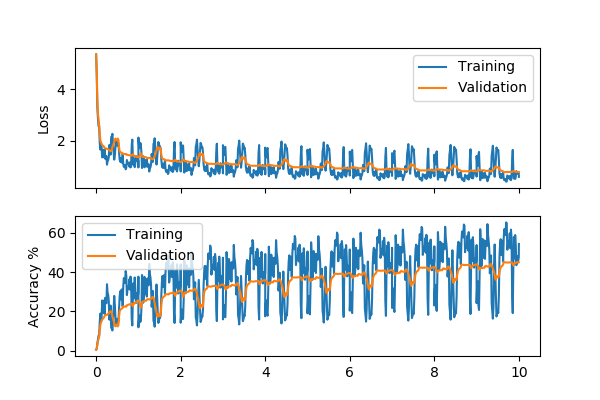 Loss
4
2
Training
Validation
Accuracy %
60
40
20
0
Training
Validation
0 2 4 6 8 10